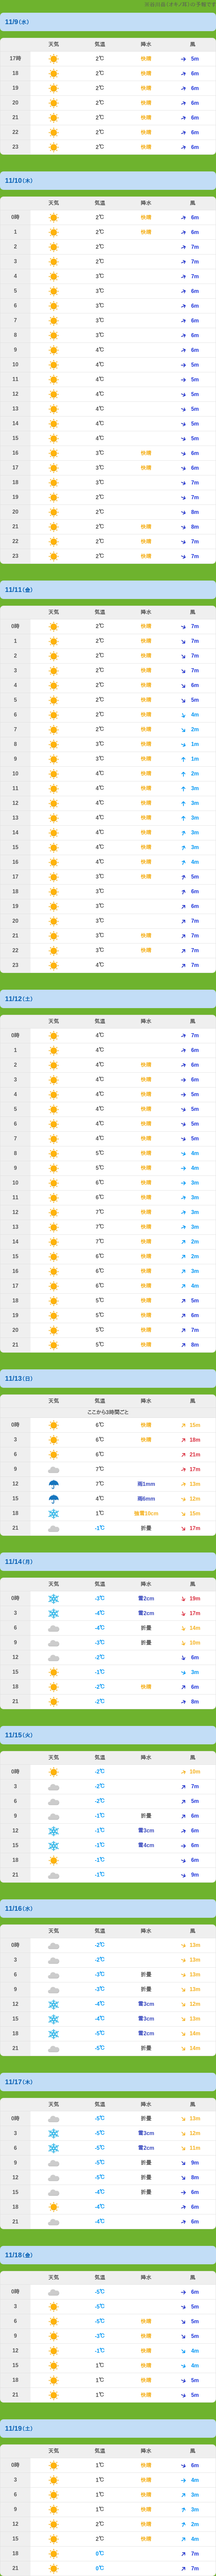 11/9(水)
天気 気温 降水 風
17時 2℃ 快晴 5m
18 2℃ 快晴 6m
19 2℃ 快晴 6m
20 2℃ 快晴 6m
21 2℃ 快晴 6m
22 2℃ 快晴 6m
23 2℃ 快晴 6m
11/10(木)
天気 気温 降水 風
0時 2℃ 快晴 6m
1 2℃ 快晴 6m
2 2℃ 7m
3 2℃ 7m
4 3℃ 7m
5 3℃ 6m
6 3℃ 6m
7 3℃ 6m
8 3℃ 6m
9 4℃ 6m
10 4℃ 5m
11 4℃ 5m
12 4℃ 5m
13 4℃ 5m
14 4℃ 5m
15 4℃ 5m
16 3℃ 快晴 6m
17 3℃ 快晴 6m
18 3℃ 7m
19 2℃ 7m
20 2℃ 8m
21 2℃ 快晴 8m
22 2℃ 快晴 7m
23 2℃ 快晴 7m
11/11(金)
天気 気温 降水 風
0時 2℃ 快晴 7m
1 2℃ 快晴 7m
2 2℃ 快晴 7m
3 2℃ 快晴 7m
4 2℃ 快晴 6m
5 2℃ 快晴 5m
6 2℃ 快晴 4m
7 2℃ 快晴 2m
8 3℃ 快晴 1m
9 3℃ 快晴 1m
10 4℃ 快晴 2m
11 4℃ 快晴 3m
12 4℃ 快晴 3m
13 4℃ 快晴 3m
14 4℃ 快晴 3m
15 4℃ 快晴 3m
16 4℃ 快晴 4m
17 3℃ 快晴 5m
18 3℃ 6m
19 3℃ 6m
20 3℃ 7m
21 3℃ 快晴 7m
22 3℃ 快晴 7m
23 4℃ 7m
11/12(土)
天気 気温 降水 風
0時 4℃ 7m
1 4℃ 6m
2 4℃ 快晴 6m
3 4℃ 快晴 6m
4 4℃ 快晴 5m
5 4℃ 快晴 5m
6 4℃ 快晴 5m
7 4℃ 快晴 5m
8 5℃ 快晴 4m
9 5℃ 快晴 4m
10 6℃ 快晴 3m
11 6℃ 快晴 3m
12 7℃ 快晴 3m
13 7℃ 快晴 3m
14 7℃ 快晴 2m
15 6℃ 快晴 2m
16 6℃ 快晴 3m
17 6℃ 快晴 4m
18 5℃ 快晴 5m
19 5℃ 快晴 6m
20 5℃ 快晴 7m
21 5℃ 快晴 8m
11/13(日)
天気 気温 降水 風
ここから3時間ごと
0時 6℃ 快晴 10m
3 6℃ 快晴 18m
6 6℃ 21m
9 7℃ 17m
12 7℃ 雨1mm 13m
15 4℃ 雨6mm 12m
18 1℃ 強雪10cm 15m
21 -1℃ 折曇 17m
11/14(月)
天気 気温 降水 風
0時 -3℃ 雪2cm 19m
3 -4℃ 雪2cm 17m
6 -4℃ 折曇 14m
9 -3℃ 折曇 10m
12 -2℃ 6m
15 -1℃ 3m
18 -2℃ 快晴 6m
21 -2℃ 8m
11/15(火)
天気 気温 降水 風
0時 -2℃ 10m
3 -3℃ 7m
6 -2℃ 5m
9 -1℃ 折曇 6m
12 -1℃ 雪3cm 6m
15 -1℃ 雪4cm 6m
18 -1℃ 6m
21 -1℃ 9m
11/16(水)
天気 気温 降水 風
0時 -2℃ 13m
3 -2℃ 13m
6 -3℃ 折曇 13m
9 -3℃ 折曇 13m
12 -4℃ 雪3cm 12m
15 -4℃ 雪3cm 13m
18 -5℃ 雪2cm 14m
21 -5℃ 折曇 14m
11/17(木)
天気 気温 降水 風
0時 -5℃ 折曇 13m
3 -5℃ 雪3cm 12m
6 -5℃ 雪2cm 11m
9 -5℃ 折曇 9m
12 -5℃ 折曇 8m
15 -4℃ 折曇 6m
18 -4℃ 6m
21 -4℃ 6m
11/18(金)
天気 気温 降水 風
0時 -5℃ 6m
3 -5℃ 5m
6 -5℃ 快晴 5m
9 -3℃ 快晴 5m
12 -1℃ 快晴 4m
15 1℃ 快晴 4m
18 1℃ 快晴 5m
21 1℃ 快晴 5m
11/19(土)
天気 気温 降水 風
0時 1℃ 快晴 6m
3 1℃ 快晴 4m
6 1℃ 快晴 3m
9 1℃ 快晴 3m
12 2℃ 快晴 2m
15 2℃ 快晴 4m
18 0℃ 7m
21 0℃ 7m